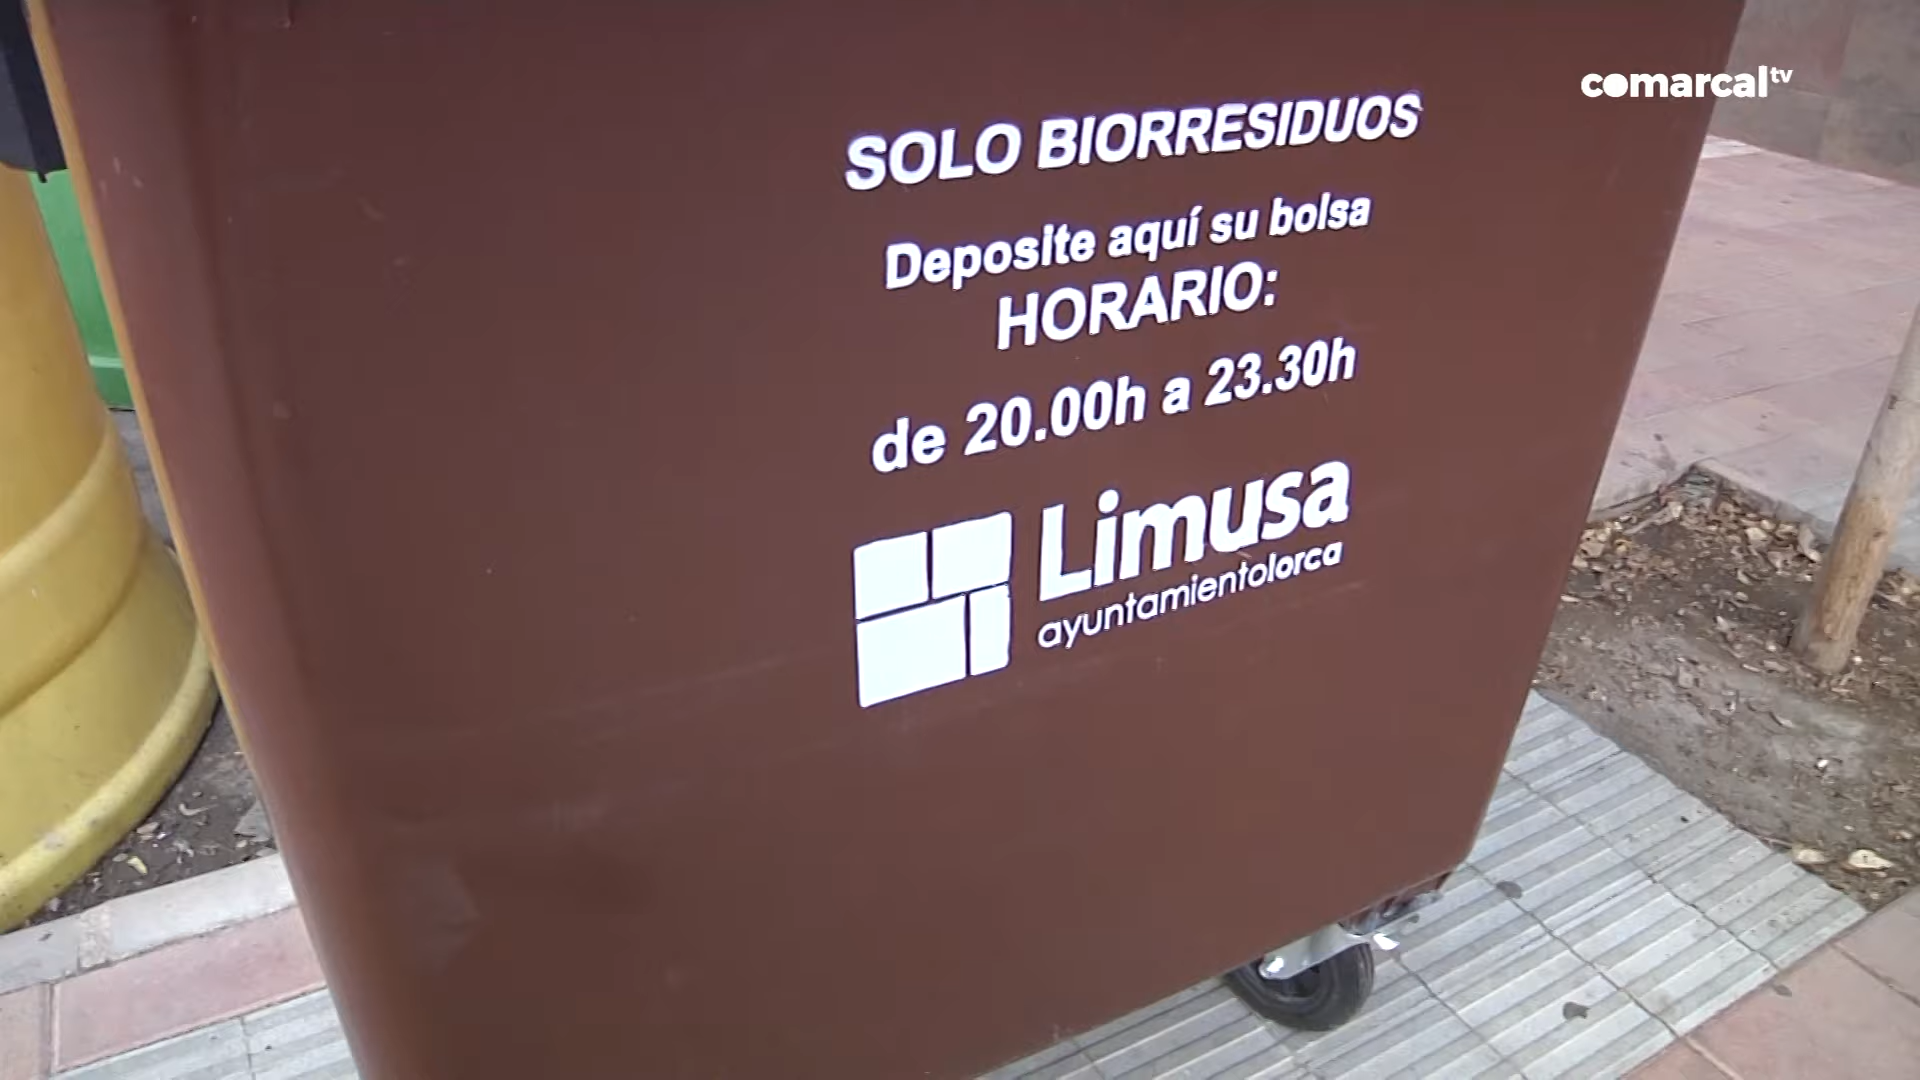 comarcal tv
SOLO BIORRESIDUOS
Deposite aquí su bolsa
HORARIO:
de 20.00h a 23.30h
Limusa
ayuntamientolorca